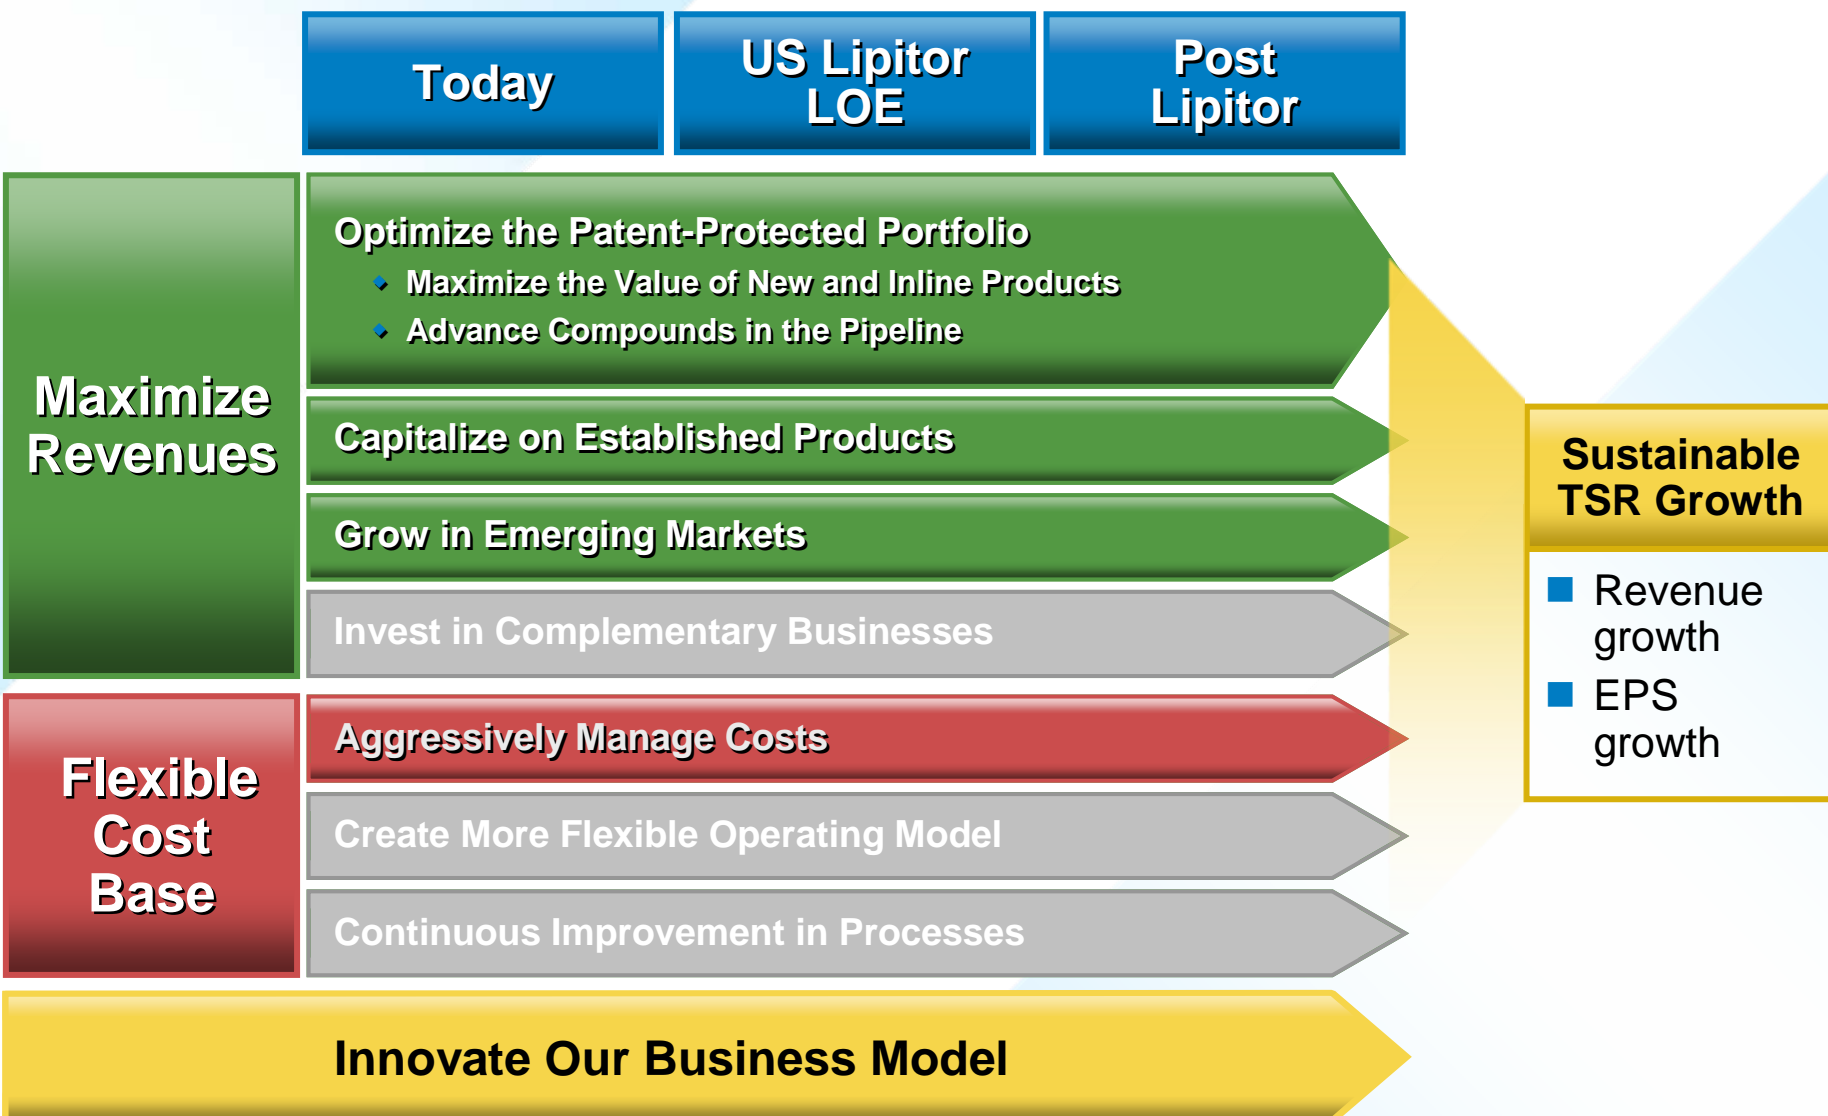 Today
US Lipitor
LOE
Post
Lipitor
Maximize
Revenues
Optimize the Patent-Protected Portfolio
Maximize the Value of New and Inline Products
Advance Compounds in the Pipeline
Capitalize on Established Products
Grow in Emerging Markets
Invest in Complementary Businesses
Flexible
Cost
Base
Aggressively Manage Costs
Create More Flexible Operating Model
Continuous Improvement in Processes
Innovate Our Business Model
Sustainable
TSR Growth
Revenue
growth
EPS
growth